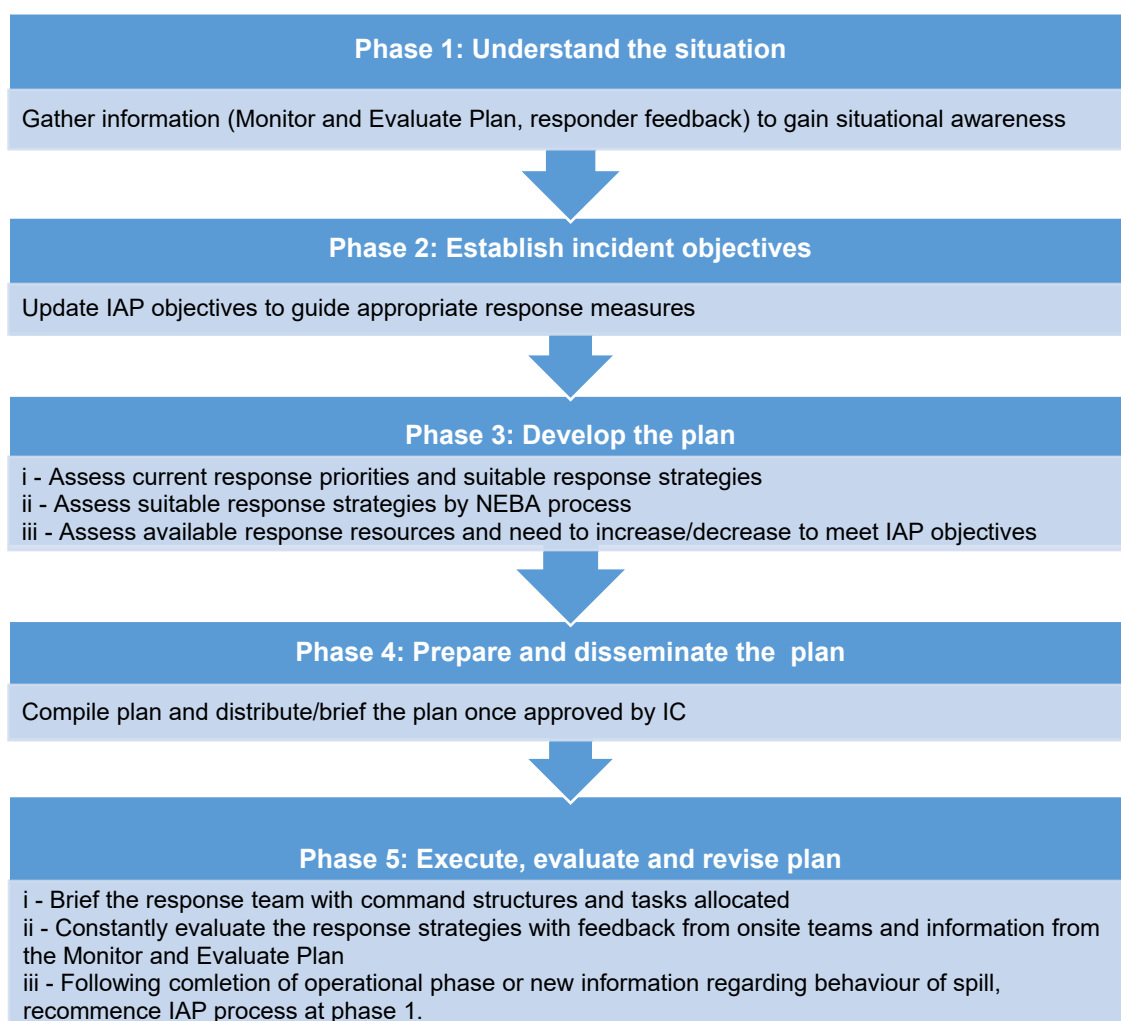 Phase 1: Understand the situation
Gather information (Monitor and Evaluate Plan, responder feedback) to gain situational awareness
Phase 2: Establish incident objectives
Update IAP objectives to guide appropriate response measures
Phase 3: Develop the plan
i - Assess current response priorities and suitable response strategies
ii - Assess suitable response strategies by NEBA process
iii - Assess available response resources and need to increase/decrease to meet IAP objectives
Phase 4: Prepare and disseminate the  plan
Compile plan and distribute/brief the plan once approved by IC
Phase 5: Execute, evaluate and revise plan
i - Brief the response team with command structures and tasks allocated
ii - Constantly evaluate the response strategies with feedback from onsite teams and information from
the Monitor and Evaluate Plan
iii - Following comletion of operational phase or new information regarding behaviour of spill,
recommence IAP process at phase 1.